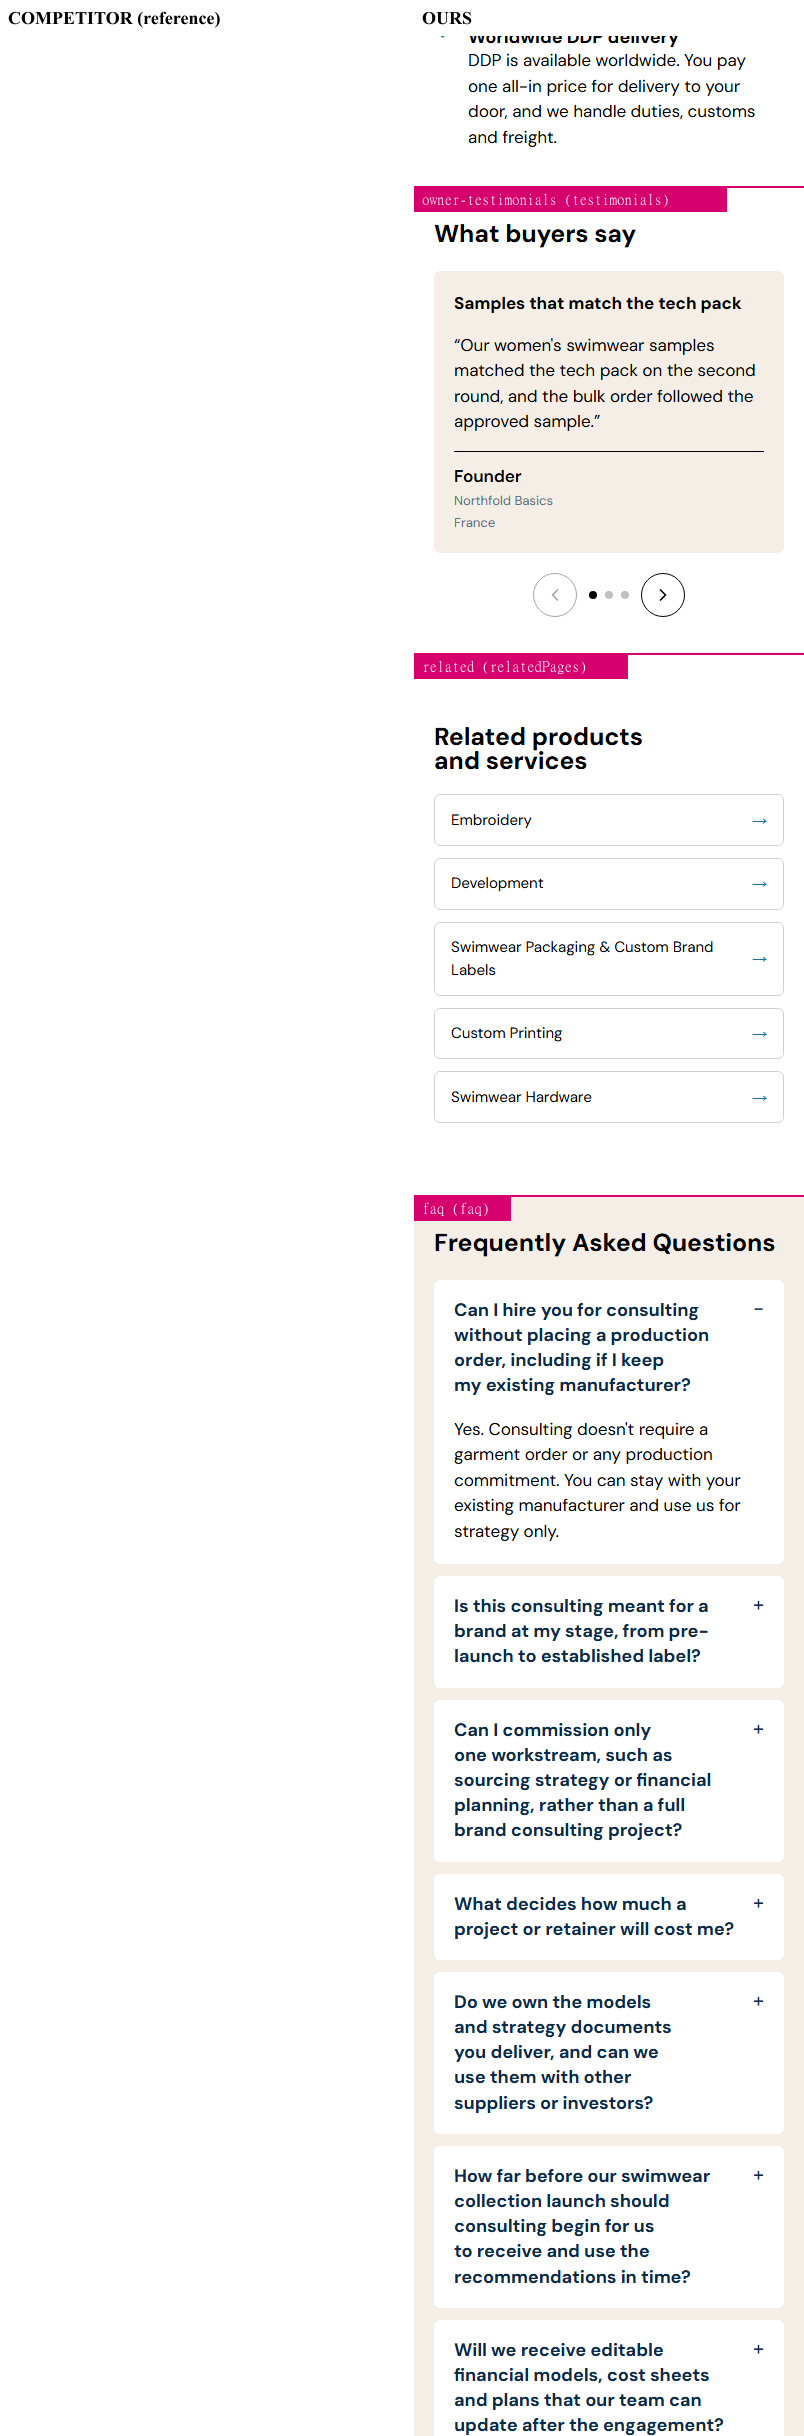 COMPETITOR (reference)
OURS
Worldwide DDP delivery
DDP is available worldwide. You pay
one all-in price for delivery to your
door, and we handle duties, customs
and freight.
owner-testimonials (testimonials)
What buyers say
Samples that match the tech pack
“Our women's swimwear samples
matched the tech pack on the second
round, and the bulk order followed the
approved sample.”
Founder
Northfold Basics
France
related (relatedPages)
Related products
and services
Embroidery →
Development →
Swimwear Packaging & Custom Brand
Labels →
Custom Printing →
Swimwear Hardware →
faq (faq)
Frequently Asked Questions
Can I hire you for consulting −
without placing a production
order, including if I keep
my existing manufacturer?
Yes. Consulting doesn't require a
garment order or any production
commitment. You can stay with your
existing manufacturer and use us for
strategy only.
Is this consulting meant for a +
brand at my stage, from pre-
launch to established label?
Can I commission only +
one workstream, such as
sourcing strategy or financial
planning, rather than a full
brand consulting project?
What decides how much a +
project or retainer will cost me?
Do we own the models +
and strategy documents
you deliver, and can we
use them with other
suppliers or investors?
How far before our swimwear +
collection launch should
consulting begin for us
to receive and use the
recommendations in time?
Will we receive editable +
financial models, cost sheets
and plans that our team can
update after the engagement?